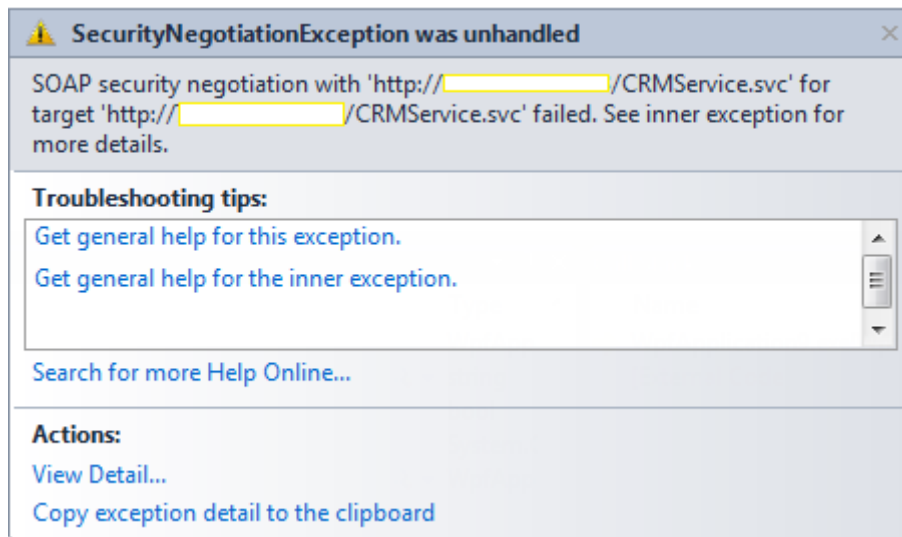 SecurityNegotiationException was unhandled
SOAP security negotiation with 'http:// /CRMService.svc' for
target 'http:// /CRMService.svc' failed. See inner exception for
more details.
Troubleshooting tips:
Get general help for this exception.
Get general help for the inner exception.
Search for more Help Online...
Actions:
View Detail...
Copy exception detail to the clipboard